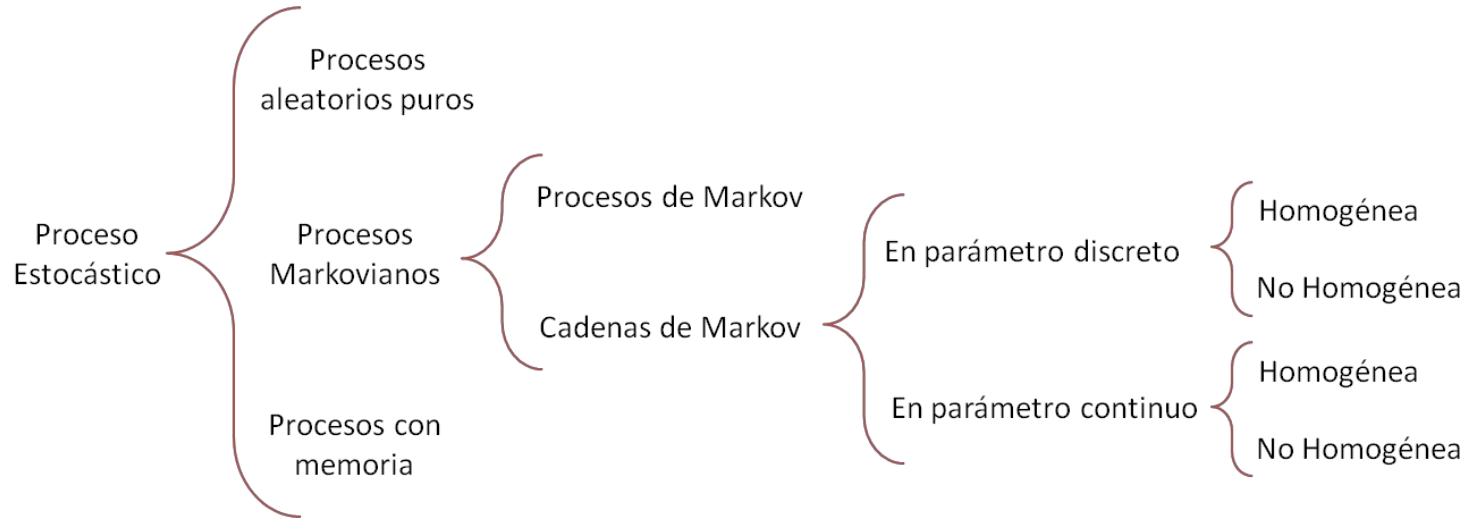 Procesos
aleatorios puros
Proceso
Estocástico
Procesos
Markovianos
Procesos con
memoria
Procesos de Markov
Cadenas de Markov
En parámetro discreto
En parámetro continuo
Homogénea
No Homogénea
Homogénea
No Homogénea